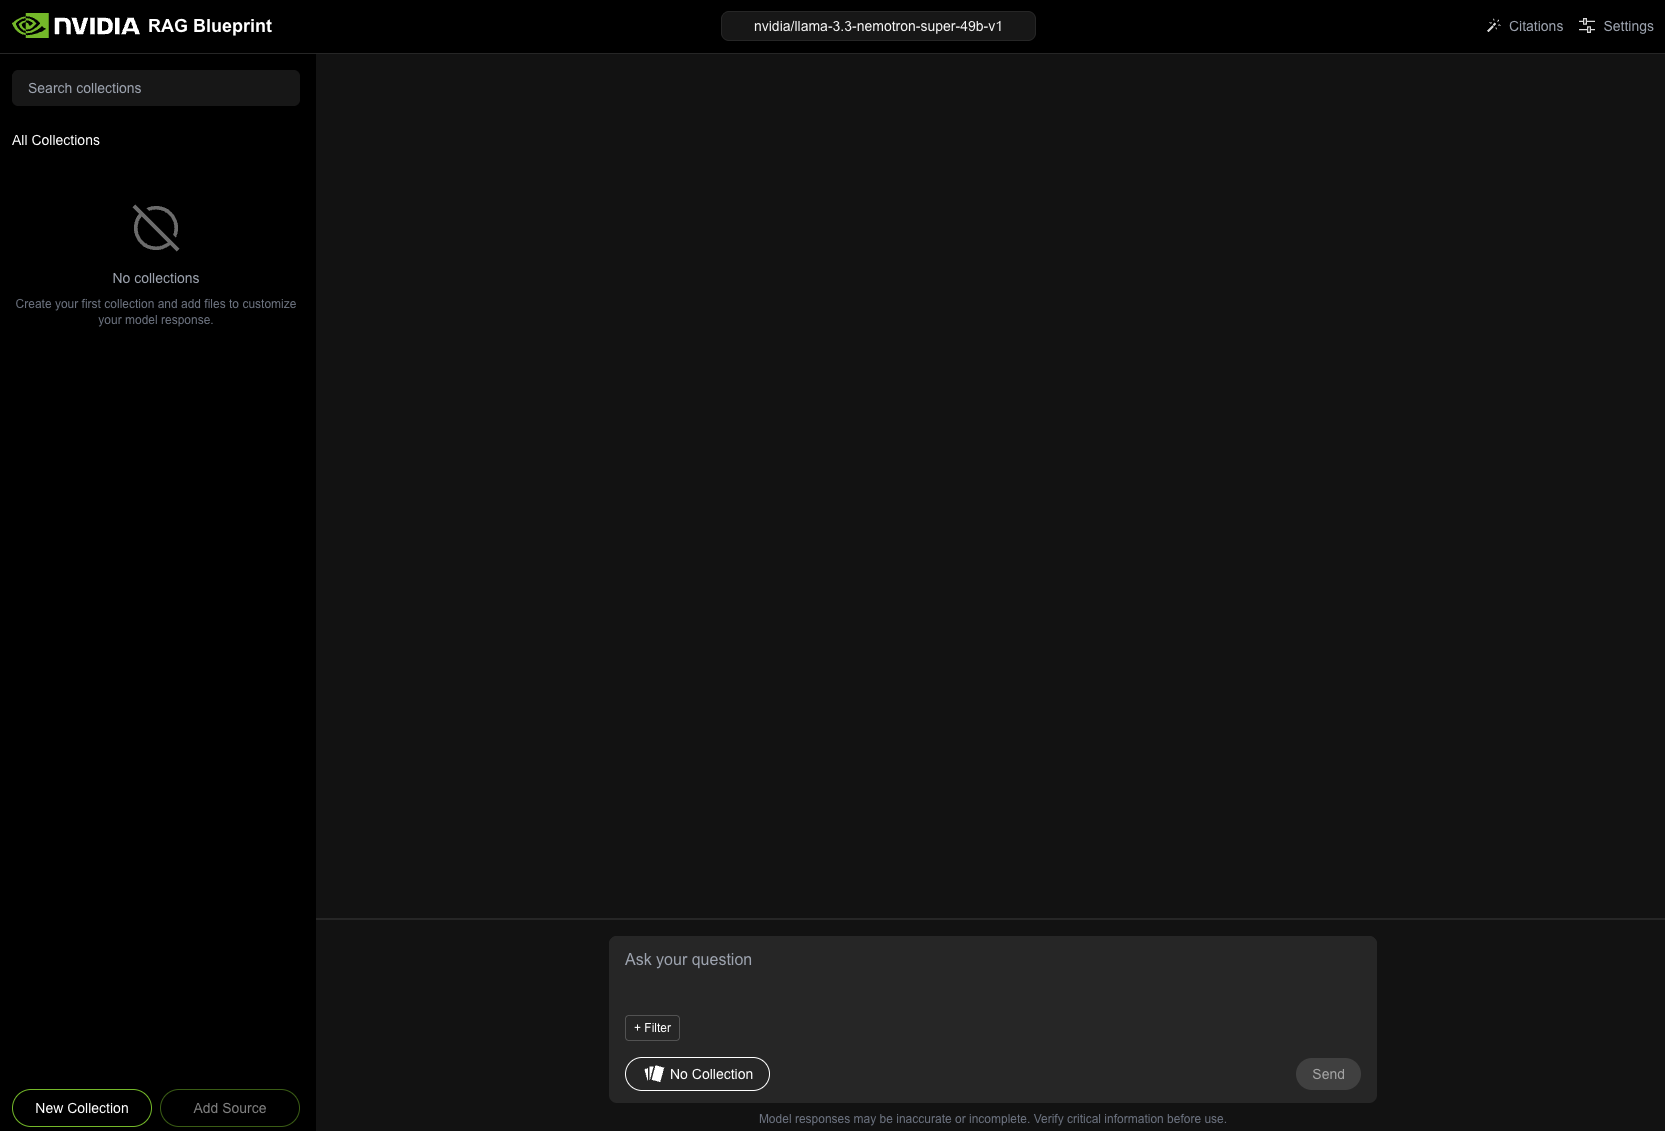 NVIDIA RAG Blueprint
nvidia/llama-3.3-nemotron-super-49b-v1
Citations
Settings
Search collections
All Collections
No collections
Create your first collection and add files to customize
your model response.
Ask your question
+ Filter
No Collection
Send
New Collection
Add Source
Model responses may be inaccurate or incomplete. Verify critical information before use.